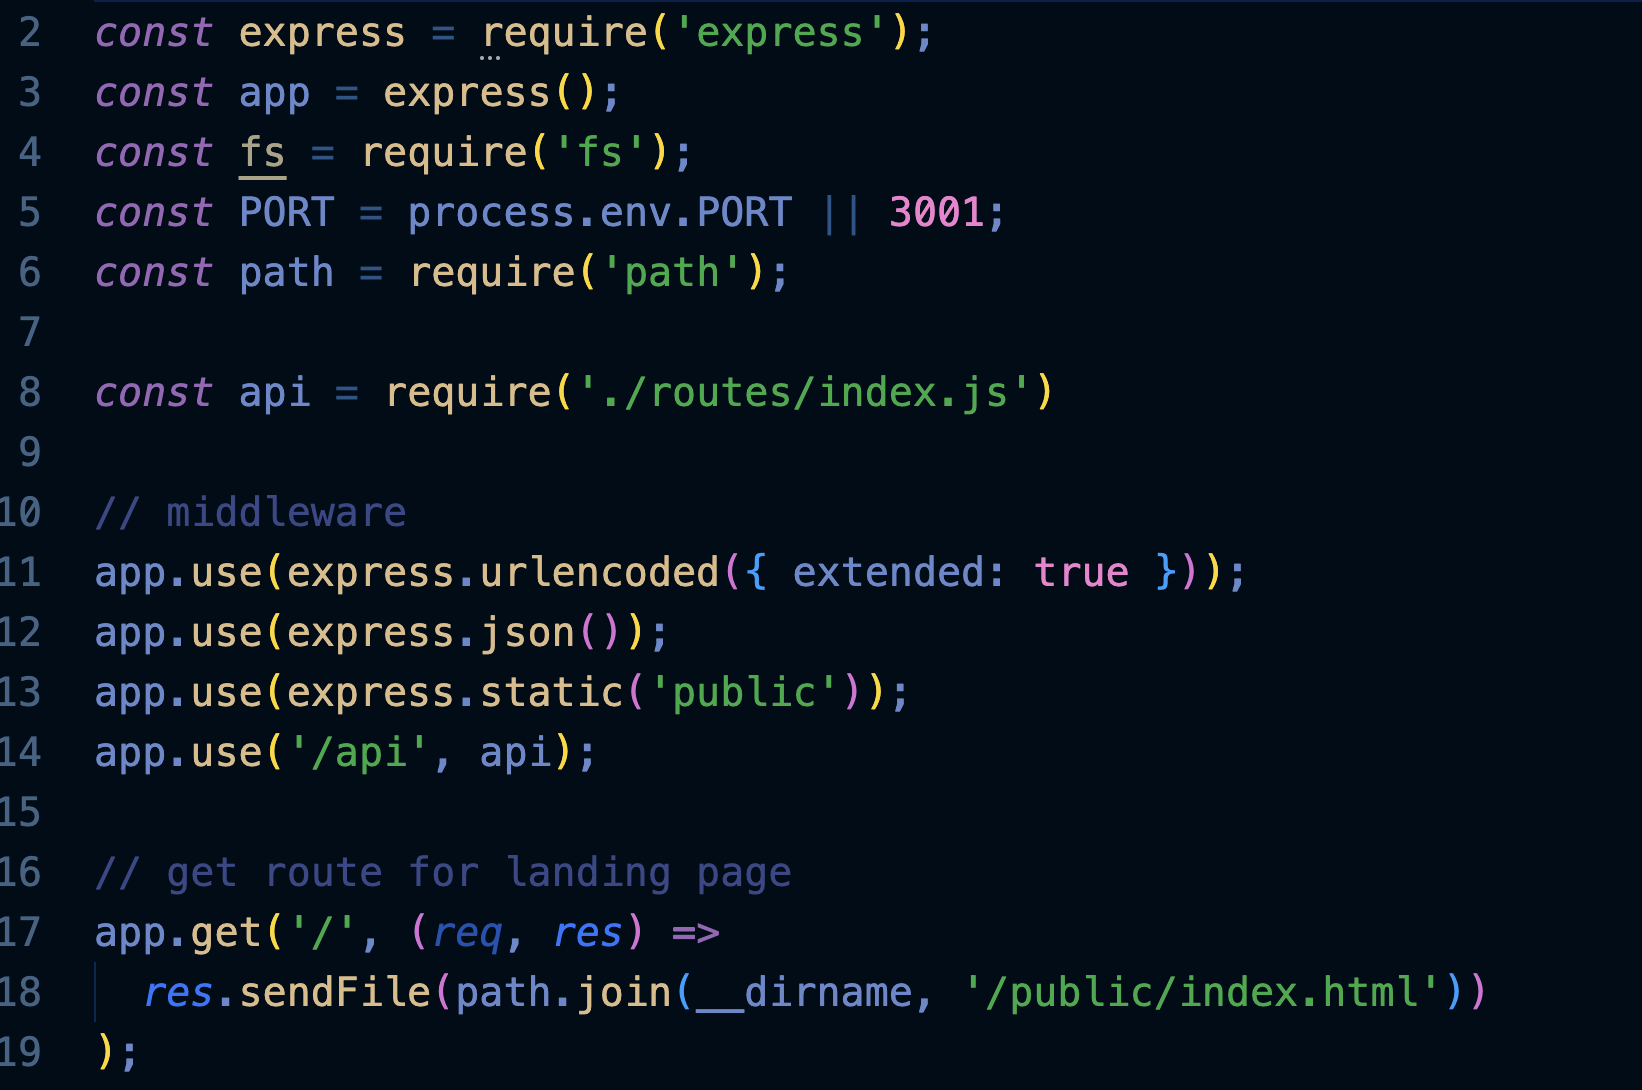 2 const express = require('express');
3 const app = express();
4 const fs = require('fs');
5 const PORT = process.env.PORT || 3001;
6 const path = require('path');
7
8 const api = require('./routes/index.js')
9
10 // middleware
11 app.use(express.urlencoded({ extended: true }));
12 app.use(express.json());
13 app.use(express.static('public'));
14 app.use('/api', api);
15
16 // get route for landing page
17 app.get('/', (req, res) =>
18   res.sendFile(path.join(__dirname, '/public/index.html'))
19 );